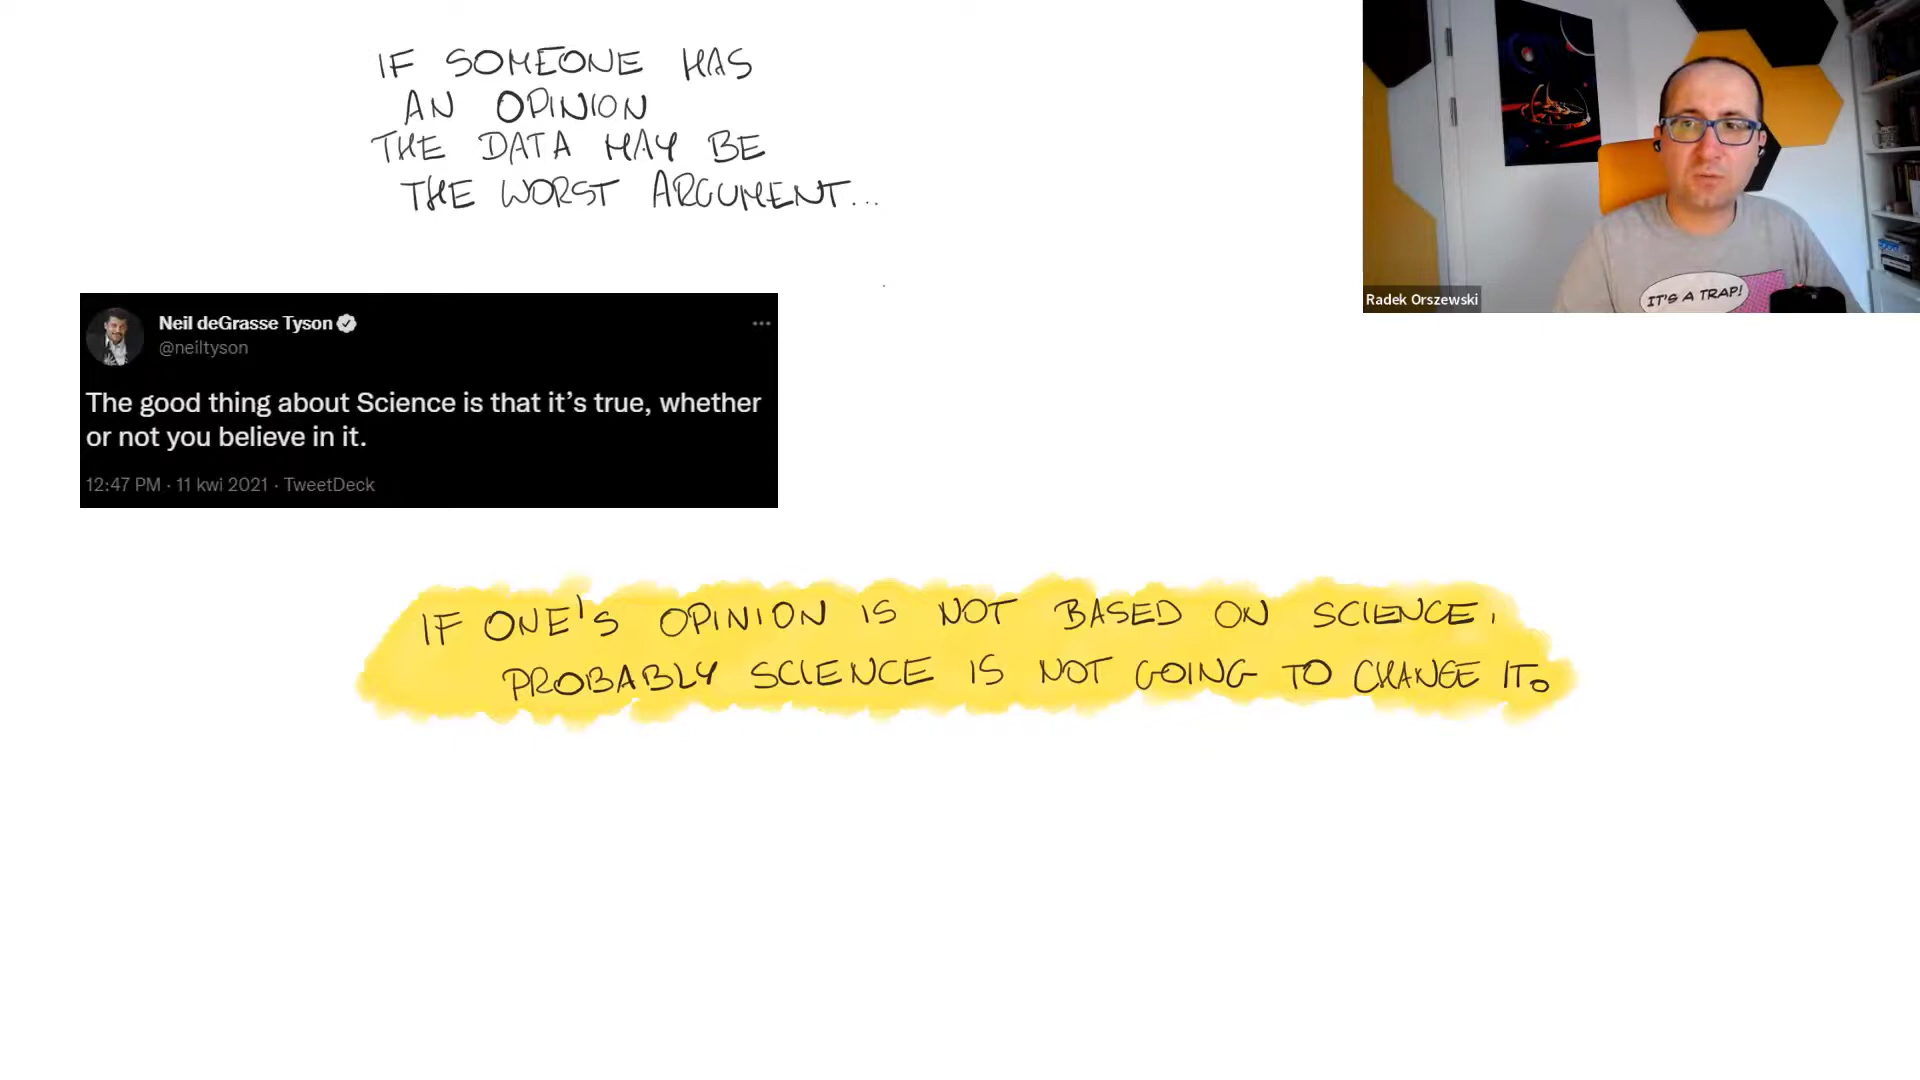 IF SOMEONE HAS
AN OPINION
THE DATA MAY BE
THE WORST ARGUMENT...
IT'S A TRAP!
Radek Orszewski
Neil deGrasse Tyson
@neiltyson
The good thing about Science is that it's true, whether
or not you believe in it.
12:47 PM · 11 kwi 2021 · TweetDeck
IF ONE'S OPINION IS NOT BASED ON SCIENCE,
PROBABLY SCIENCE IS NOT GOING TO CHANGE IT.